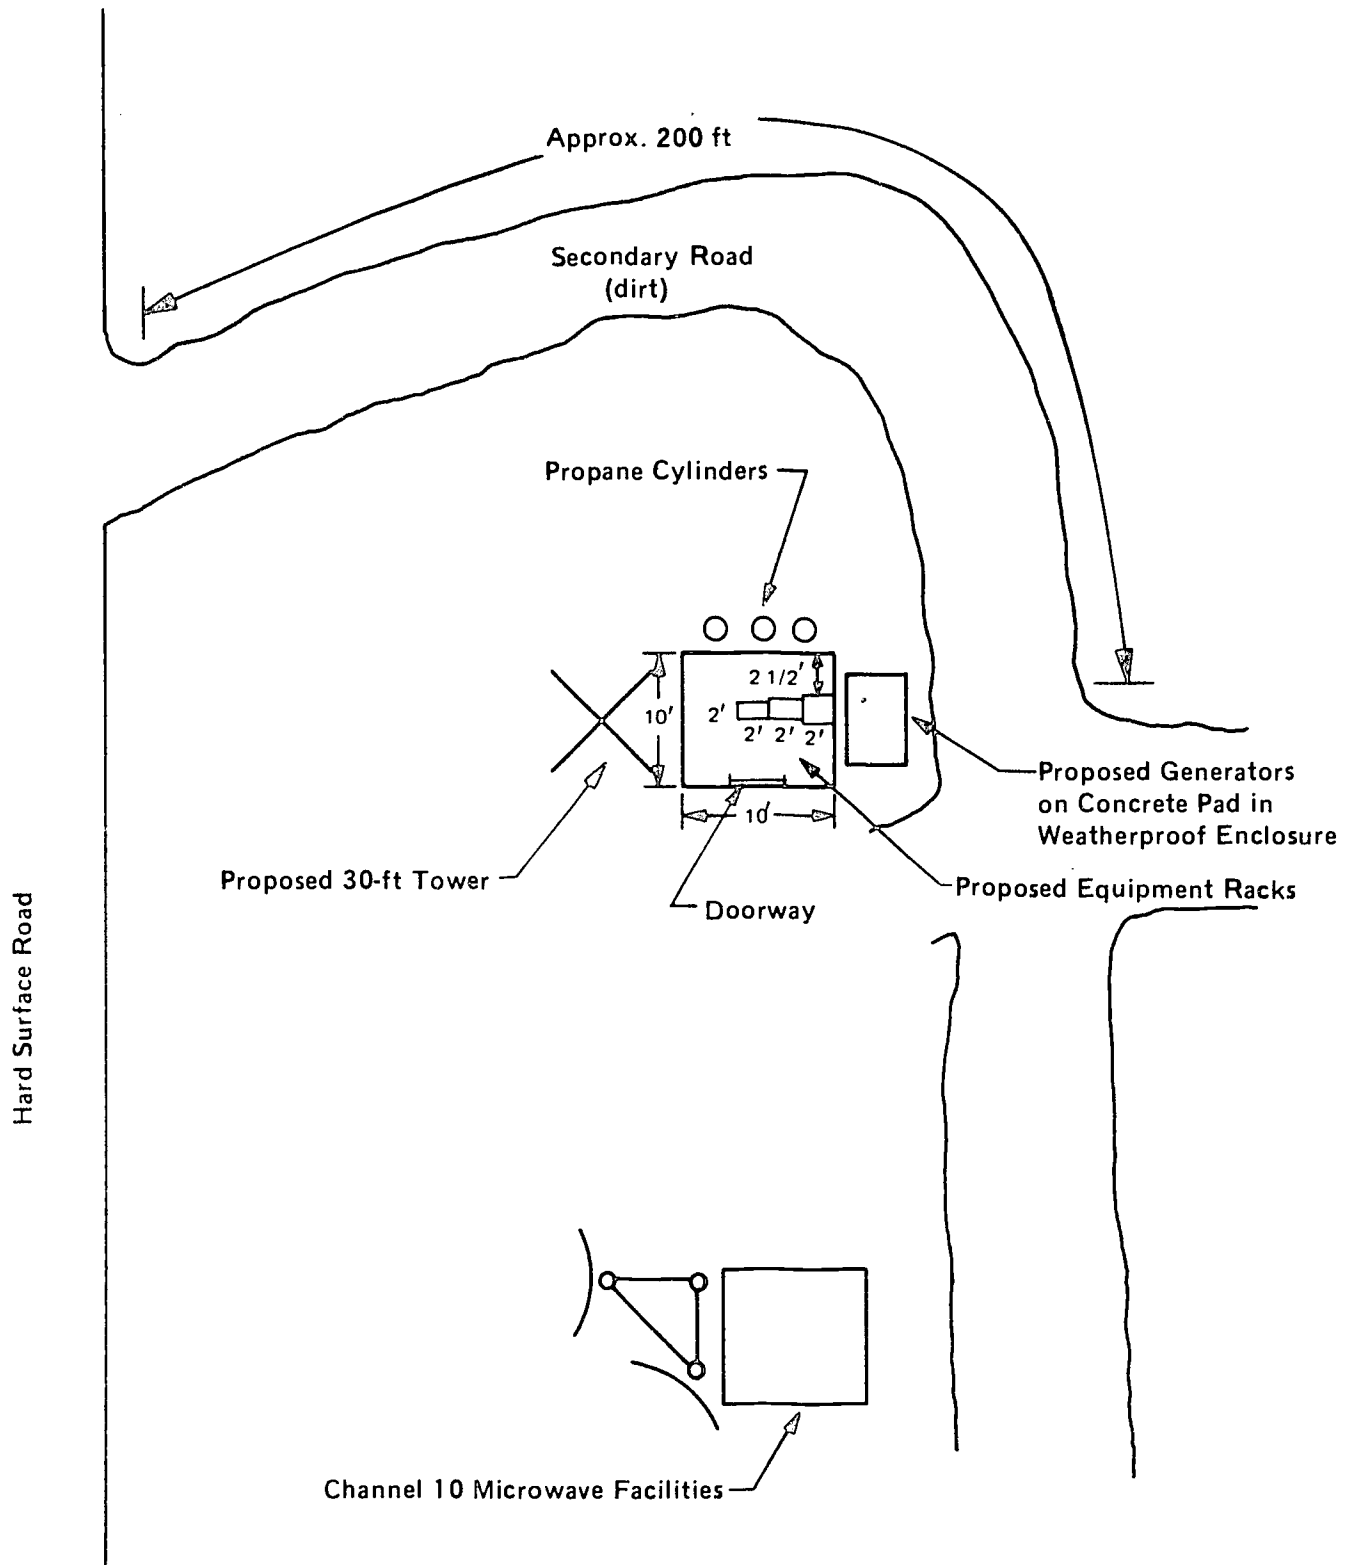 Approx. 200 ft
Secondary Road
(dirt)
Propane Cylinders
2 1/2'
10'
2'
2' 2' 2'
10'
Proposed Generators
on Concrete Pad in
Weatherproof Enclosure
Proposed 30-ft Tower
Proposed Equipment Racks
Doorway
Hard Surface Road
Channel 10 Microwave Facilities